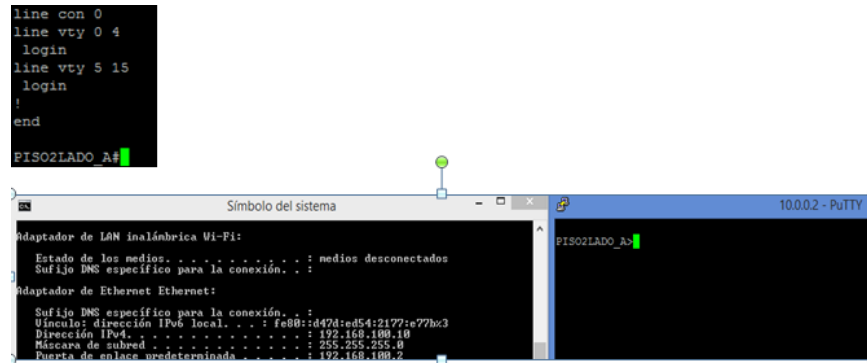 line con 0
line vty 0 4
login
line vty 5 15
login
!
end
PISO2LADO_A#
Símbolo del sistema
Adaptador de LAN inalámbrica Wi-Fi:
Estado de los medios. . . . . . . . . . . : medios desconectados
Sufijo DNS específico para la conexión. . :
Adaptador de Ethernet Ethernet:
Sufijo DNS específico para la conexión. . :
Vínculo: dirección IPv6 local. . . : fe80::d47d:ed54:2177:e77b%3
Dirección IPv4. . . . . . . . . . . . . . : 192.168.100.10
Máscara de subred . . . . . . . . . . . . : 255.255.255.0
Puerta de enlace predeterminada . . . . . : 192.168.100.2
10.0.0.2 - PuTTY
PISO2LADO_A>